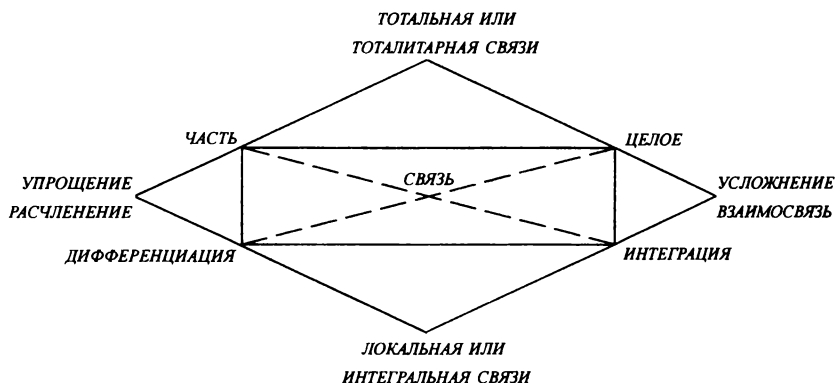 ТОТАЛЬНАЯ ИЛИ
ТОТАЛИТАРНАЯ СВЯЗИ
ЧАСТЬ
ЦЕЛОЕ
СВЯЗЬ
УПРОЩЕНИЕ
РАСЧЛЕНЕНИЕ
УСЛОЖНЕНИЕ
ВЗАИМОСВЯЗЬ
ДИФФЕРЕНЦИАЦИЯ
ИНТЕГРАЦИЯ
ЛОКАЛЬНАЯ ИЛИ
ИНТЕГРАЛЬНАЯ СВЯЗИ